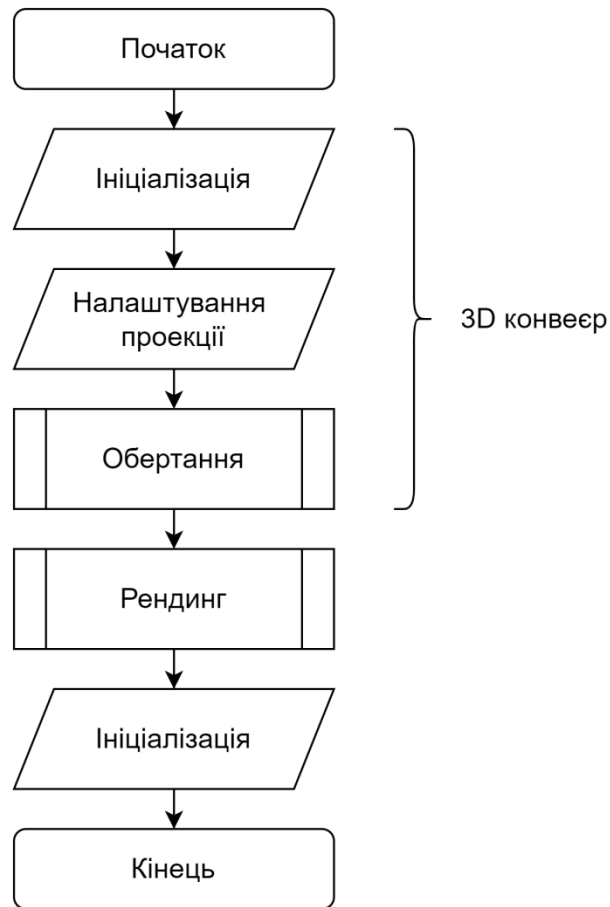 Початок
Ініціалізація
Налаштування
проекції
3D конвеєр
Обертання
Рендинг
Ініціалізація
Кінець